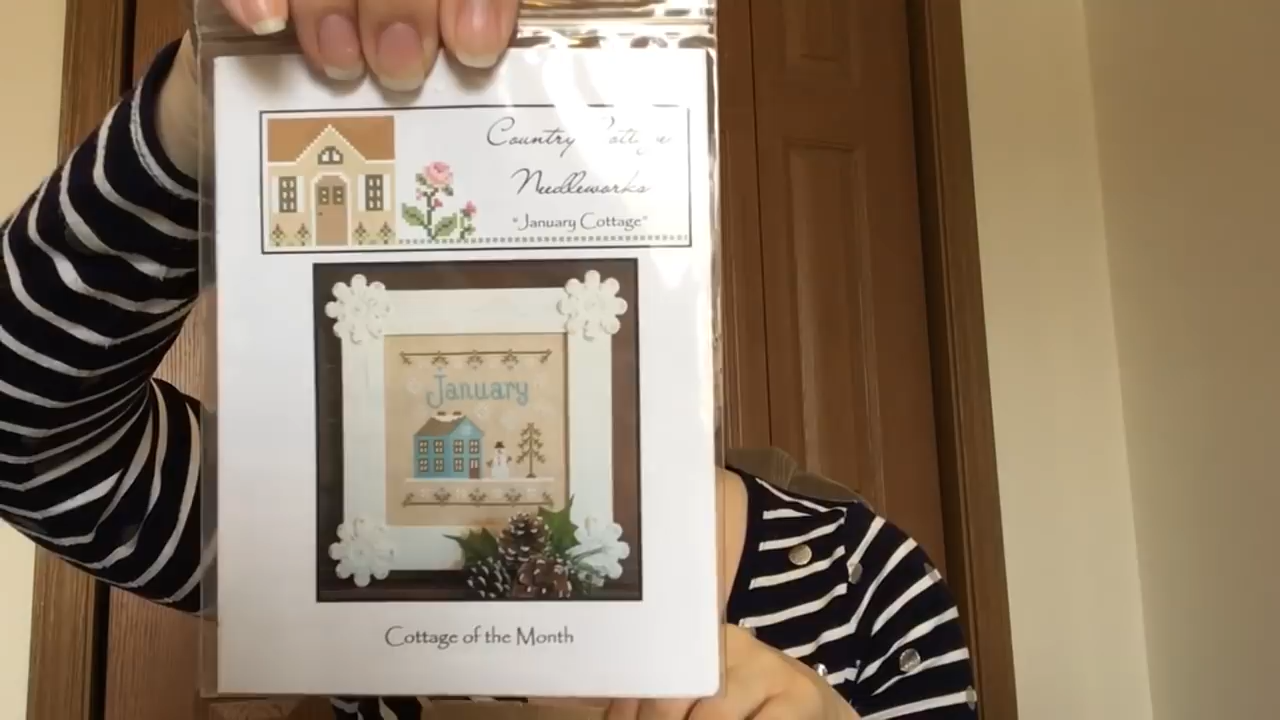 Country Cottage
Needleworks
"January Cottage"
January
Cottage of the Month